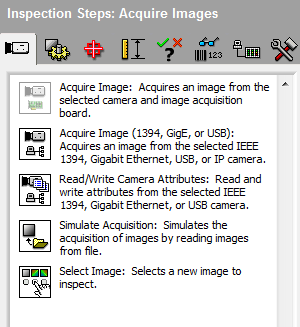 Inspection Steps: Acquire Images
123
Acquire Image: Acquires an image from the
selected camera and image acquisition
board.
Acquire Image (1394, GigE, or USB):
Acquires an image from the selected IEEE
1394, Gigabit Ethernet, USB, or IP camera.
Read/Write Camera Attributes: Read and
write attributes from the selected IEEE
1394, Gigabit Ethernet, or USB camera.
Simulate Acquisition: Simulates the
acquisition of images by reading images
from file.
Select Image: Selects a new image to
inspect.